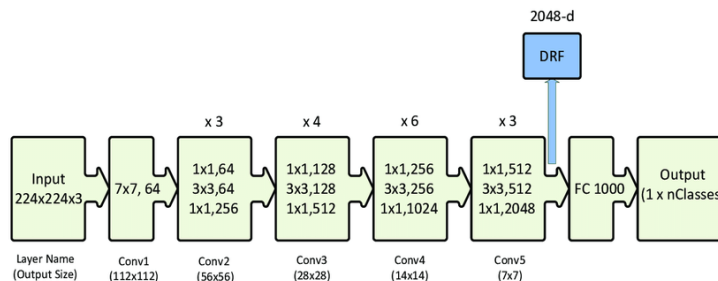 2048-d
DRF
x 3
x 4
x 6
x 3
Input
224x224x3
7x7, 64
1x1,64
3x3,64
1x1,256
1x1,128
3x3,128
1x1,512
1x1,256
3x3,256
1x1,1024
1x1,512
3x3,512
1x1,2048
FC 1000
Output
(1 x nClasses
Layer Name
(Output Size)
Conv1
(112x112)
Conv2
(56x56)
Conv3
(28x28)
Conv4
(14x14)
Conv5
(7x7)